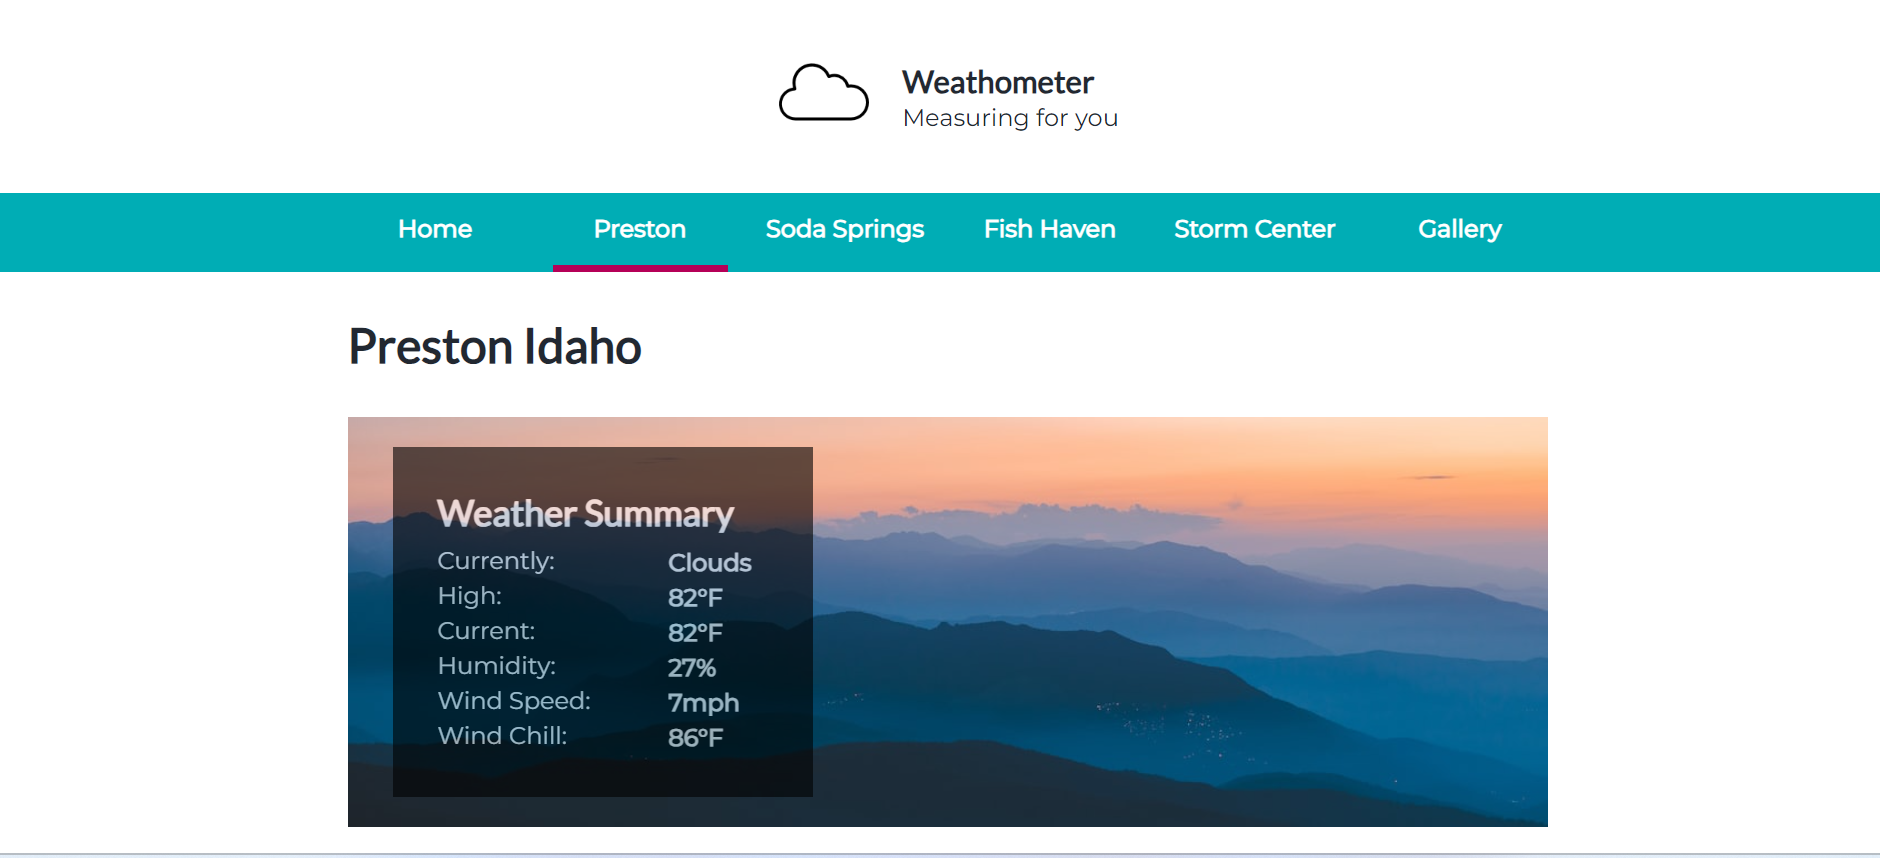 Weathometer
Measuring for you
Home Preston Soda Springs Fish Haven Storm Center Gallery
Preston Idaho
Weather Summary
Currently: Clouds
High: 82°F
Current: 82°F
Humidity: 27%
Wind Speed: 7mph
Wind Chill: 86°F